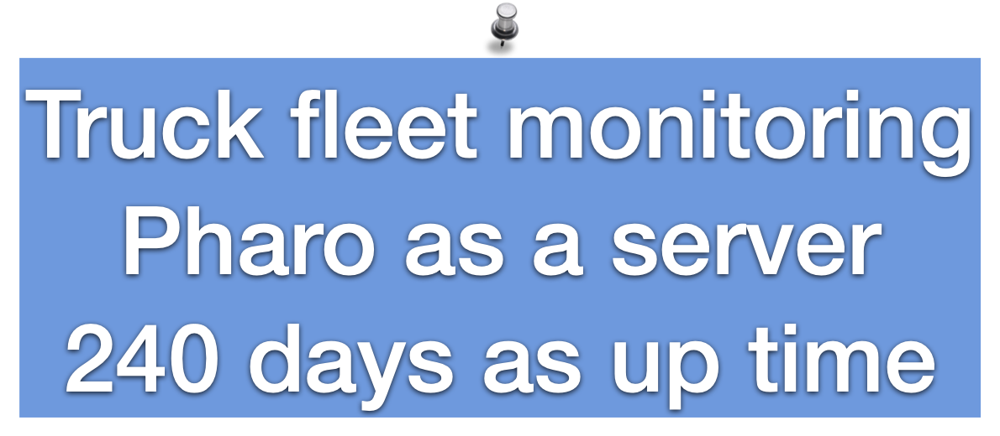 Truck fleet monitoring
Pharo as a server
240 days as up time